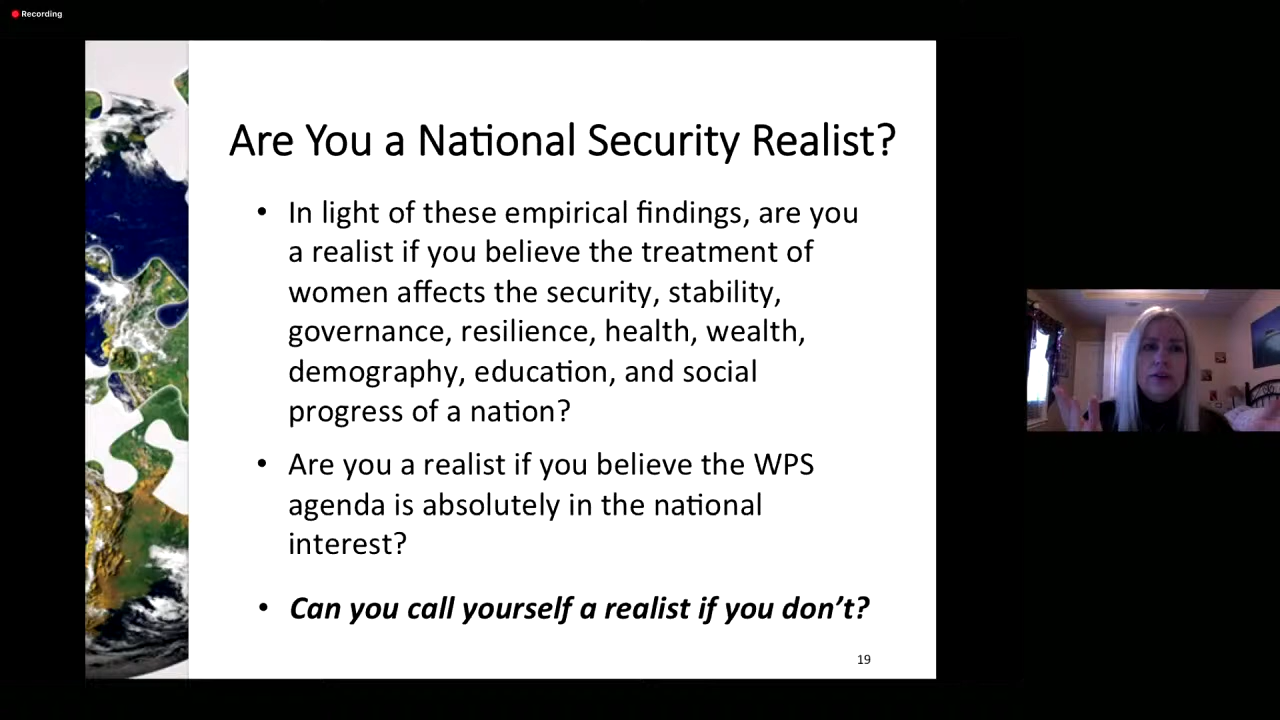 Recording
Are You a National Security Realist?
• In light of these empirical findings, are you
a realist if you believe the treatment of
women affects the security, stability,
governance, resilience, health, wealth,
demography, education, and social
progress of a nation?
• Are you a realist if you believe the WPS
agenda is absolutely in the national
interest?
• Can you call yourself a realist if you don’t?
19